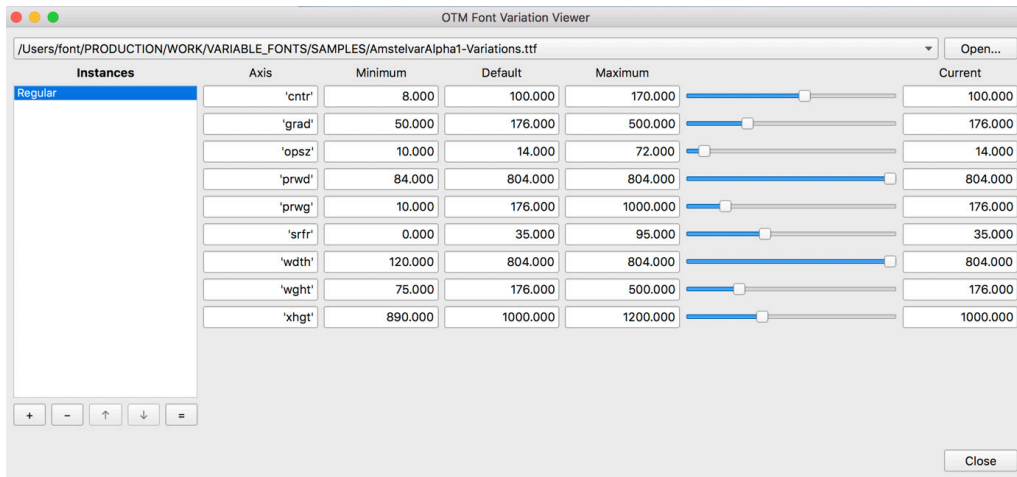 OTM Font Variation Viewer
/Users/font/PRODUCTION/WORK/VARIABLE_FONTS/SAMPLES/AmstelvarAlpha1-Variations.ttf Open...
Instances Axis Minimum Default Maximum Current
Regular 'cntr' 8.000 100.000 170.000 100.000
'grad' 50.000 176.000 500.000 176.000
'opsz' 10.000 14.000 72.000 14.000
'prwd' 84.000 804.000 804.000 804.000
'prwg' 10.000 176.000 1000.000 176.000
'srfr' 0.000 35.000 95.000 35.000
'wdth' 120.000 804.000 804.000 804.000
'wght' 75.000 176.000 500.000 176.000
'xhgt' 890.000 1000.000 1200.000 1000.000
+ − ↑ ↓ =
Close